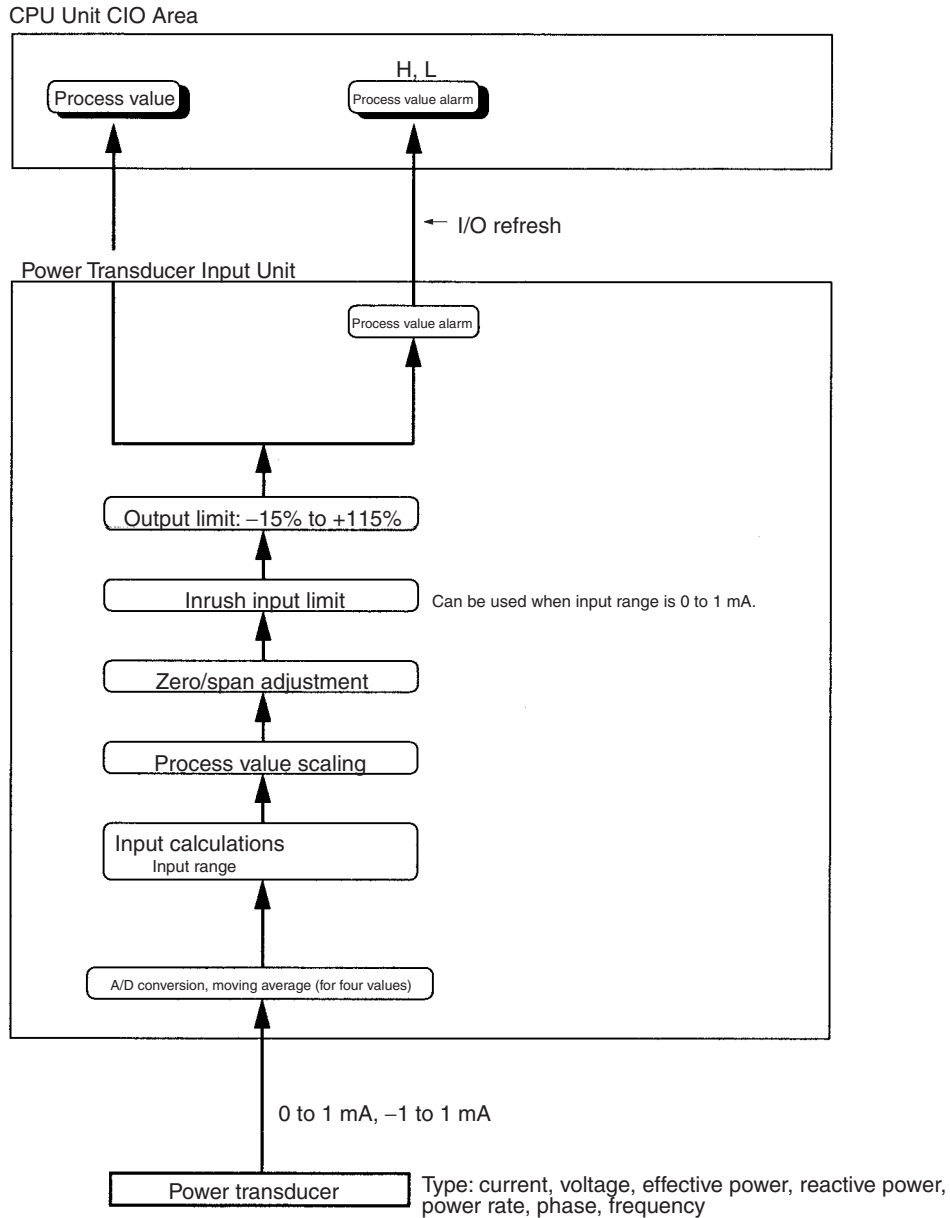 CPU Unit CIO Area
H, L
Process value
Process value alarm
I/O refresh
Power Transducer Input Unit
Process value alarm
Output limit: –15% to +115%
Inrush input limit
Can be used when input range is 0 to 1 mA.
Zero/span adjustment
Process value scaling
Input calculations
Input range
A/D conversion, moving average (for four values)
0 to 1 mA, –1 to 1 mA
Power transducer
Type: current, voltage, effective power, reactive power,
power rate, phase, frequency